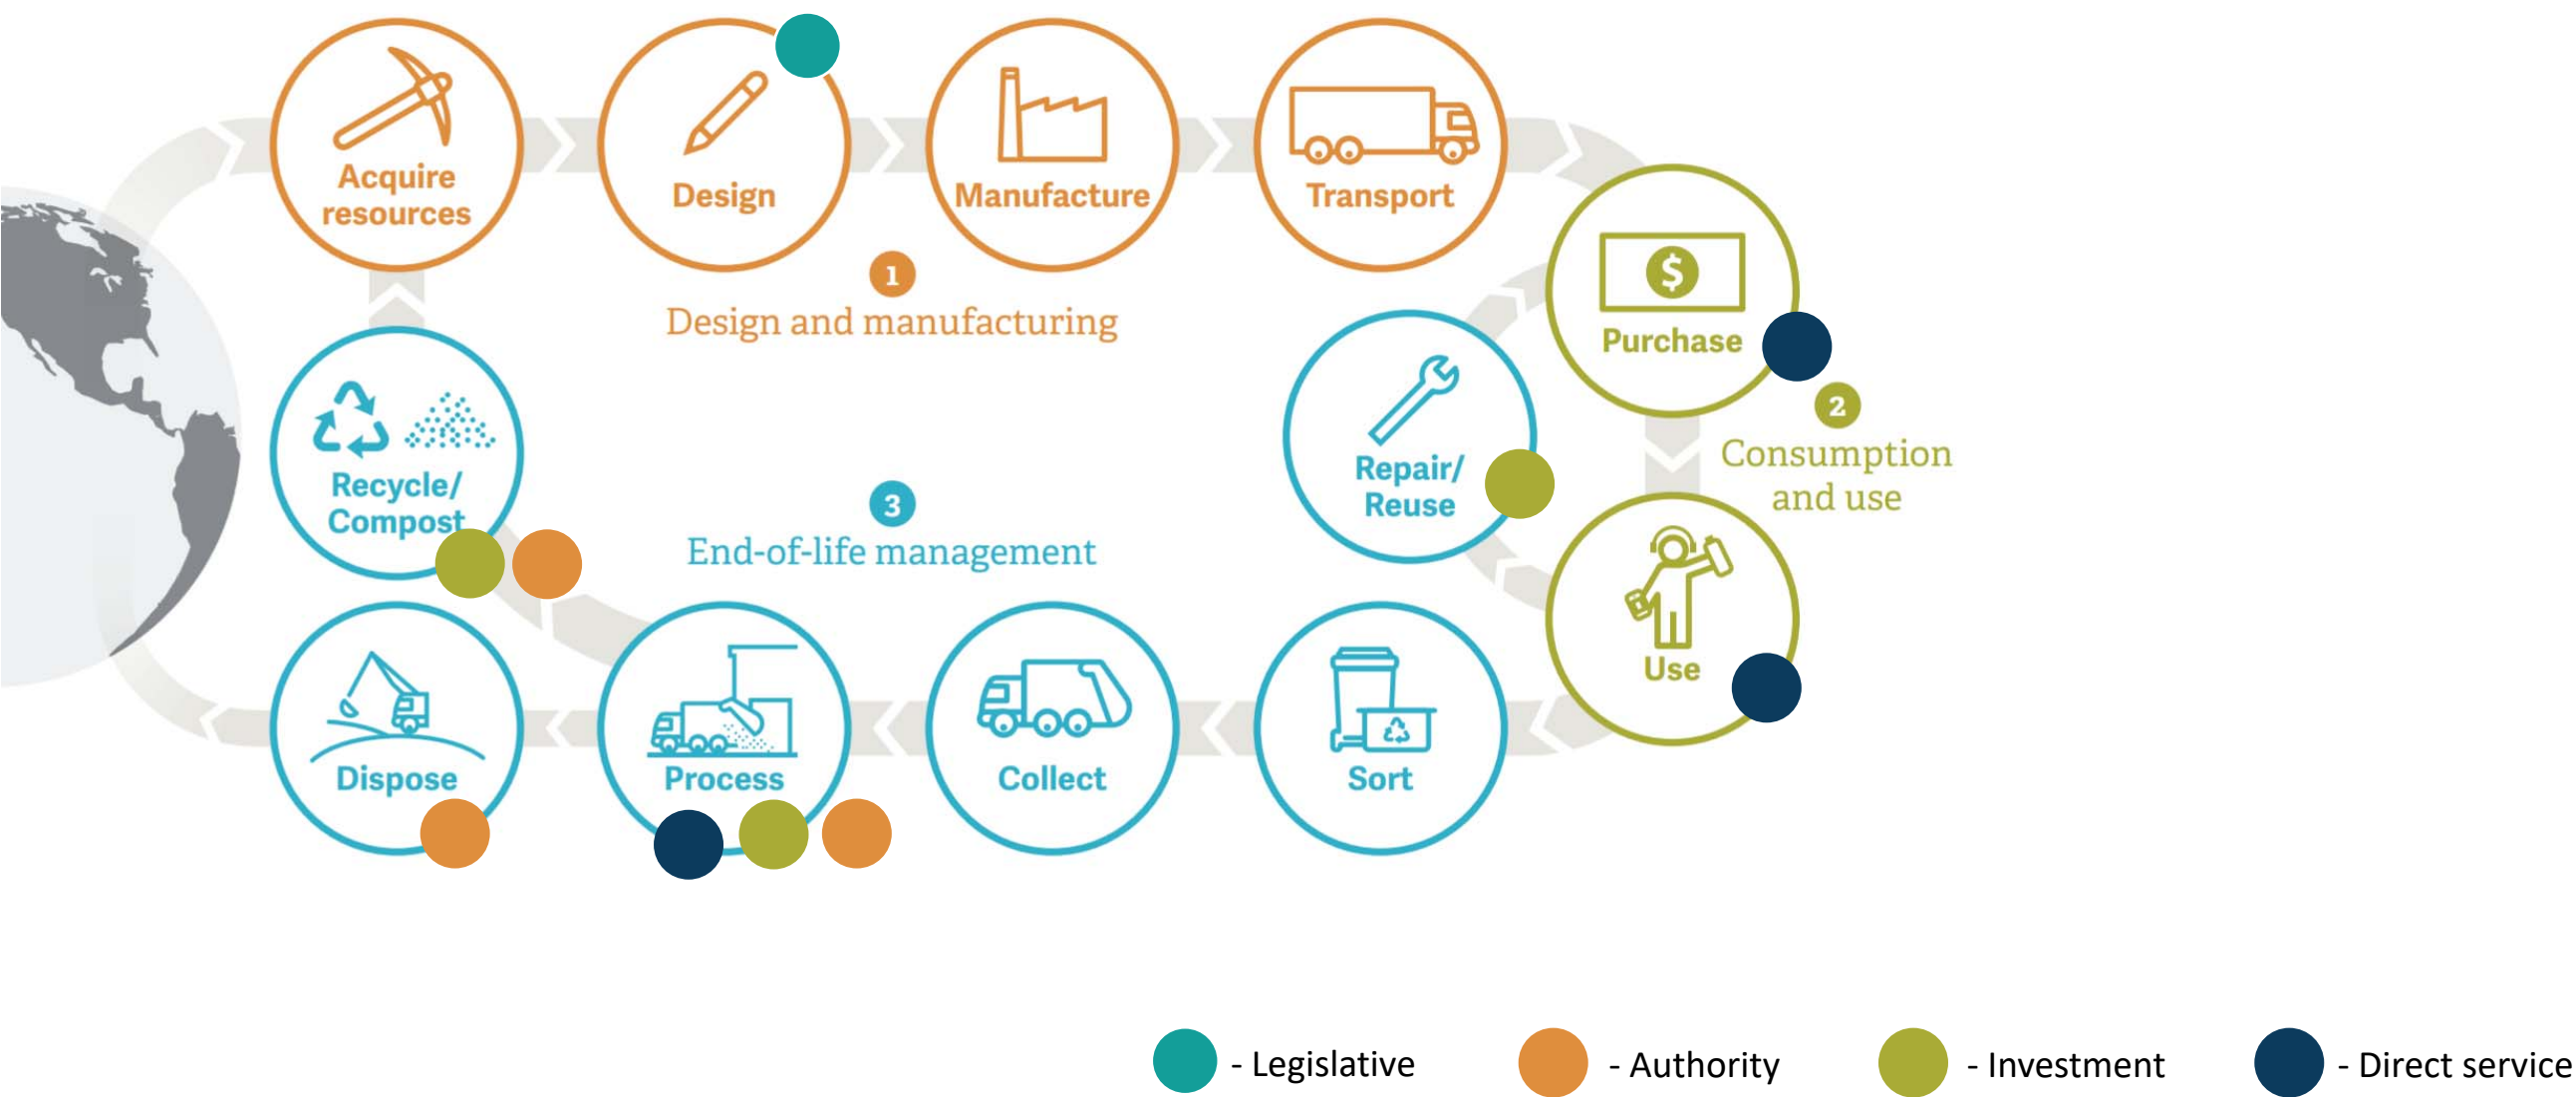 Acquire
resources
Design
Manufacture
Transport
1
Design and manufacturing
$
Purchase
2
Consumption
and use
Repair/
Reuse
Use
Recycle/
Compost
3
End-of-life management
Dispose
Process
Collect
Sort
- Legislative
- Authority
- Investment
- Direct service